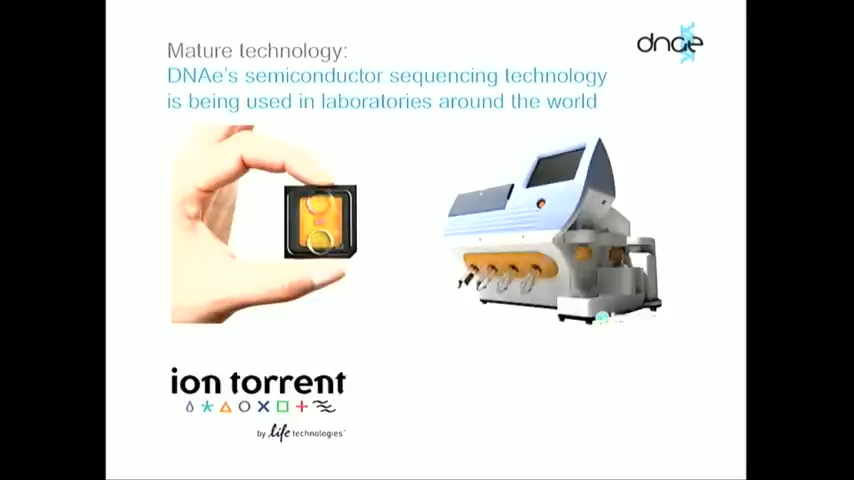 Mature technology:
dnae
DNAe's semiconductor sequencing technology
is being used in laboratories around the world
ion torrent
by life technologies™